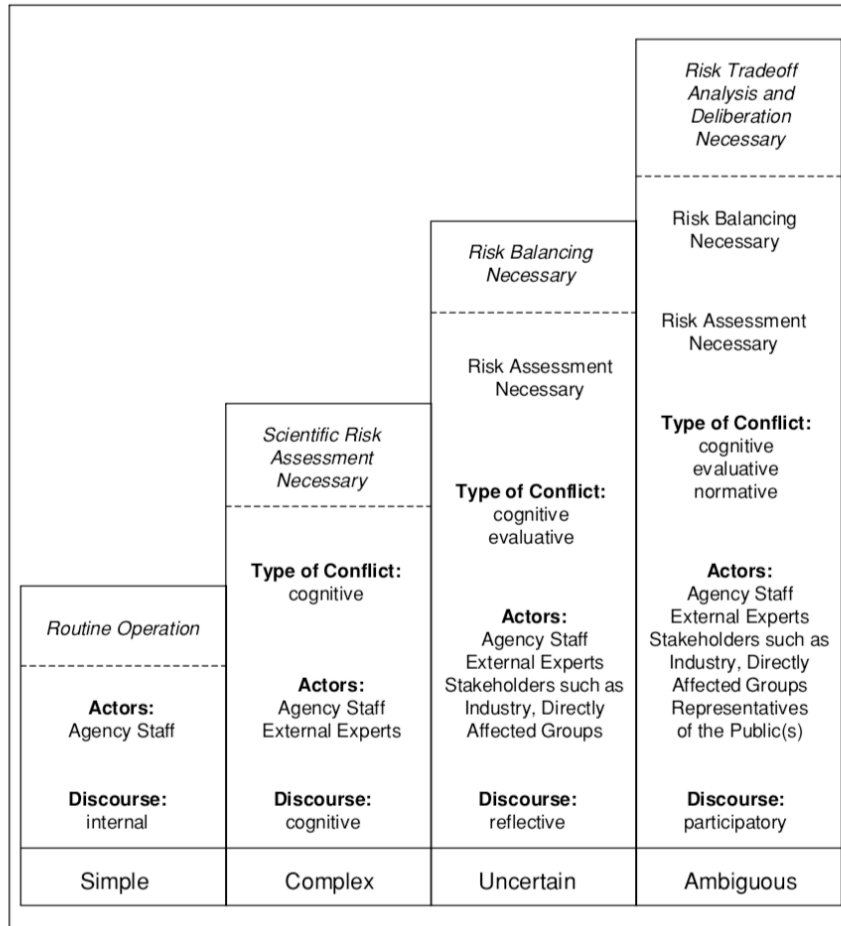 Routine Operation
Actors:
Agency Staff
Discourse:
internal
Simple
Scientific Risk
Assessment
Necessary
Type of Conflict:
cognitive
Actors:
Agency Staff
External Experts
Discourse:
cognitive
Complex
Risk Balancing
Necessary
Risk Assessment
Necessary
Type of Conflict:
cognitive
evaluative
Actors:
Agency Staff
External Experts
Stakeholders such as
Industry, Directly
Affected Groups
Discourse:
reflective
Uncertain
Risk Tradeoff
Analysis and
Deliberation
Necessary
Risk Balancing
Necessary
Risk Assessment
Necessary
Type of Conflict:
cognitive
evaluative
normative
Actors:
Agency Staff
External Experts
Stakeholders such as
Industry, Directly
Affected Groups
Representatives
of the Public(s)
Discourse:
participatory
Ambiguous